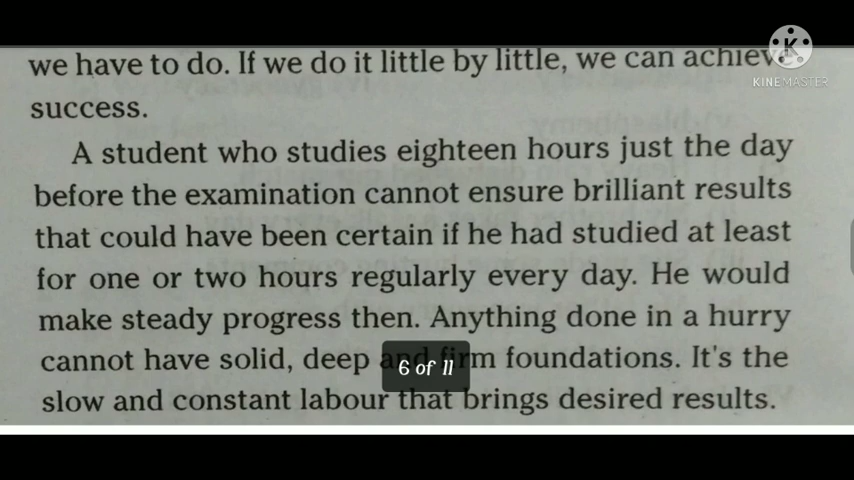 we have to do. If we do it little by little, we can achieve
success.
A student who studies eighteen hours just the day
before the examination cannot ensure brilliant results
that could have been certain if he had studied at least
for one or two hours regularly every day. He would
make steady progress then. Anything done in a hurry
cannot have solid, deep and firm foundations. It's the
slow and constant labour that brings desired results.
6 of 11
K
KINEMASTER